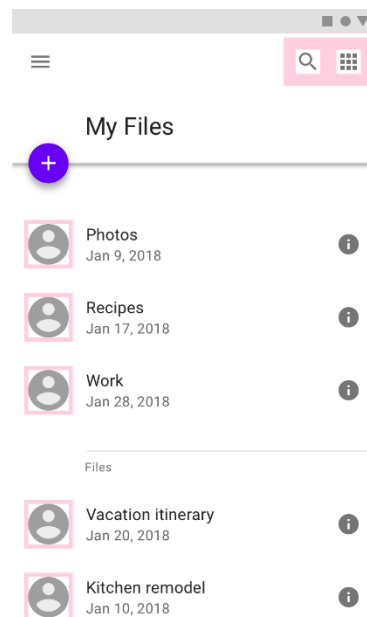 My Files
Photos
Jan 9, 2018
Recipes
Jan 17, 2018
Work
Jan 28, 2018
Files
Vacation itinerary
Jan 20, 2018
Kitchen remodel
Jan 10, 2018